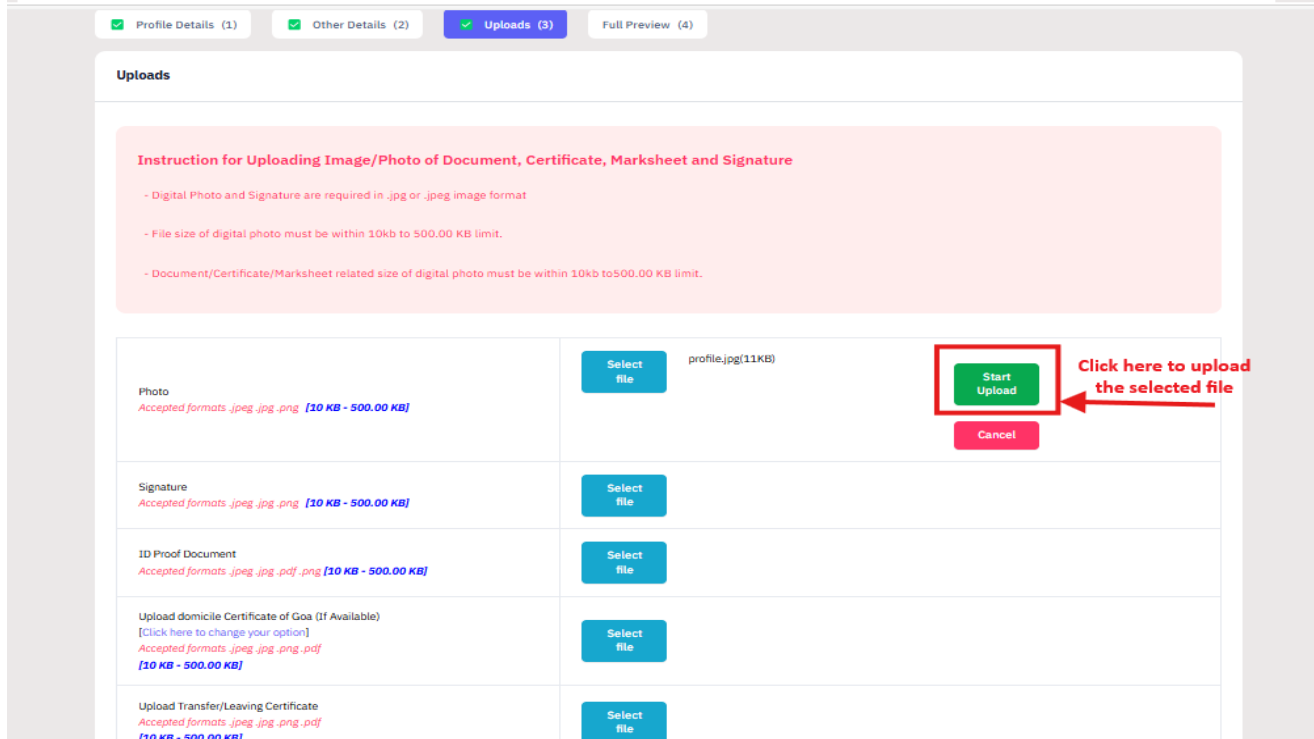 Profile Details (1)
Other Details (2)
Uploads (3)
Full Preview (4)
Uploads
Instruction for Uploading Image/Photo of Document, Certificate, Marksheet and Signature
- Digital Photo and Signature are required in .jpg or .jpeg image format
- File size of digital photo must be within 10kb to 500.00 KB limit.
- Document/Certificate/Marksheet related size of digital photo must be within 10kb to500.00 KB limit.
Photo
Accepted formats .jpeg .jpg .png [10 KB - 500.00 KB]
Select
file
profile.jpg(11KB)
Start
Upload
Cancel
Click here to upload
the selected file
Signature
Accepted formats .jpeg .jpg .png [10 KB - 500.00 KB]
Select
file
ID Proof Document
Accepted formats .jpeg .jpg .pdf .png [10 KB - 500.00 KB]
Select
file
Upload domicile Certificate of Goa (If Available)
[Click here to change your option]
Accepted formats .jpeg .jpg .png .pdf
[10 KB - 500.00 KB]
Select
file
Upload Transfer/Leaving Certificate
Accepted formats .jpeg .jpg .png .pdf
[10 KB - 500.00 KB]
Select
file